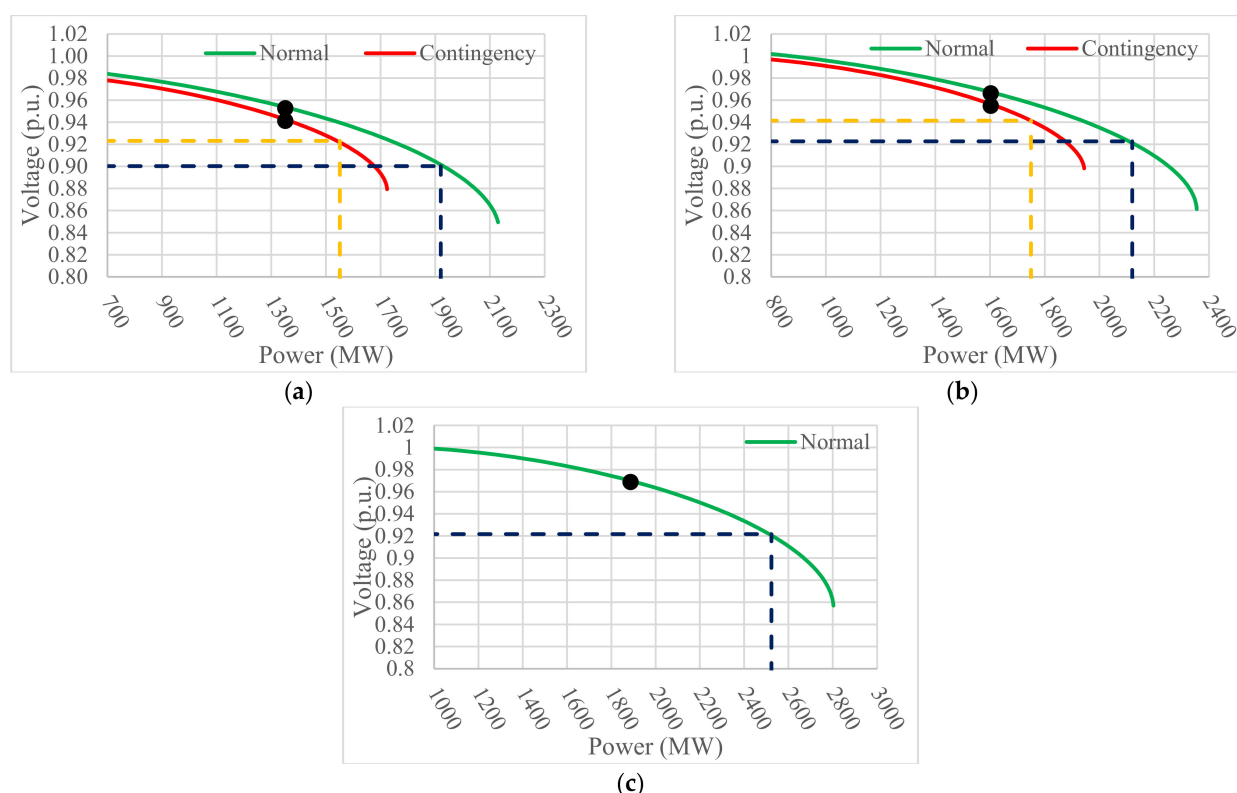 1.02
1.00
0.98
0.96
0.94
0.92
0.90
0.88
0.86
0.84
0.82
0.80
Voltage (p.u.)
Normal Contingency
700 900 1100 1300 1500 1700 1900 2100 2300
Power (MW)
(a)
1.02
1
0.98
0.96
0.94
0.92
0.9
0.88
0.86
0.84
0.82
0.8
Voltage (p.u.)
Normal Contingency
800 1000 1200 1400 1600 1800 2000 2200 2400
Power (MW)
(b)
1.02
1
0.98
0.96
0.94
0.92
0.9
0.88
0.86
0.84
0.82
0.8
Voltage (p.u.)
Normal
1000 1200 1400 1600 1800 2000 2200 2400 2600 2800 3000
Power (MW)
(c)